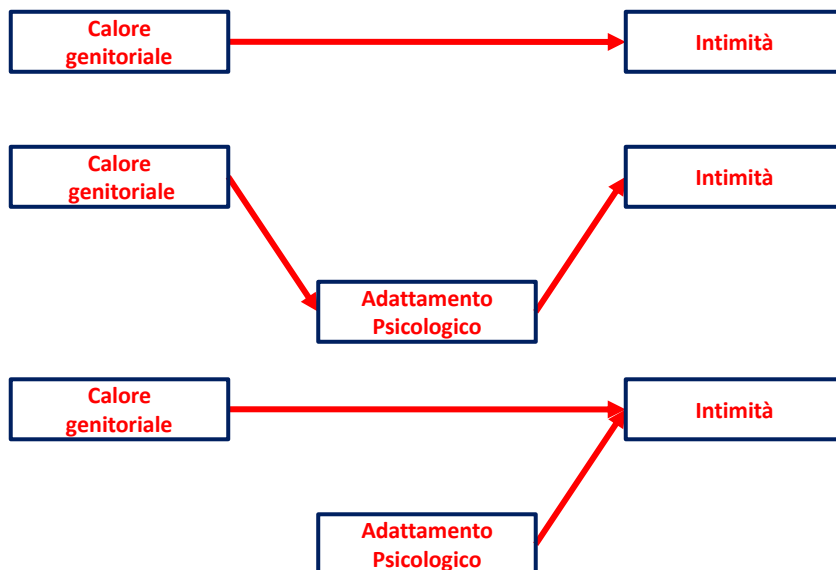 Calore
genitoriale
Intimità
Calore
genitoriale
Intimità
Adattamento
Psicologico
Calore
genitoriale
Intimità
Adattamento
Psicologico